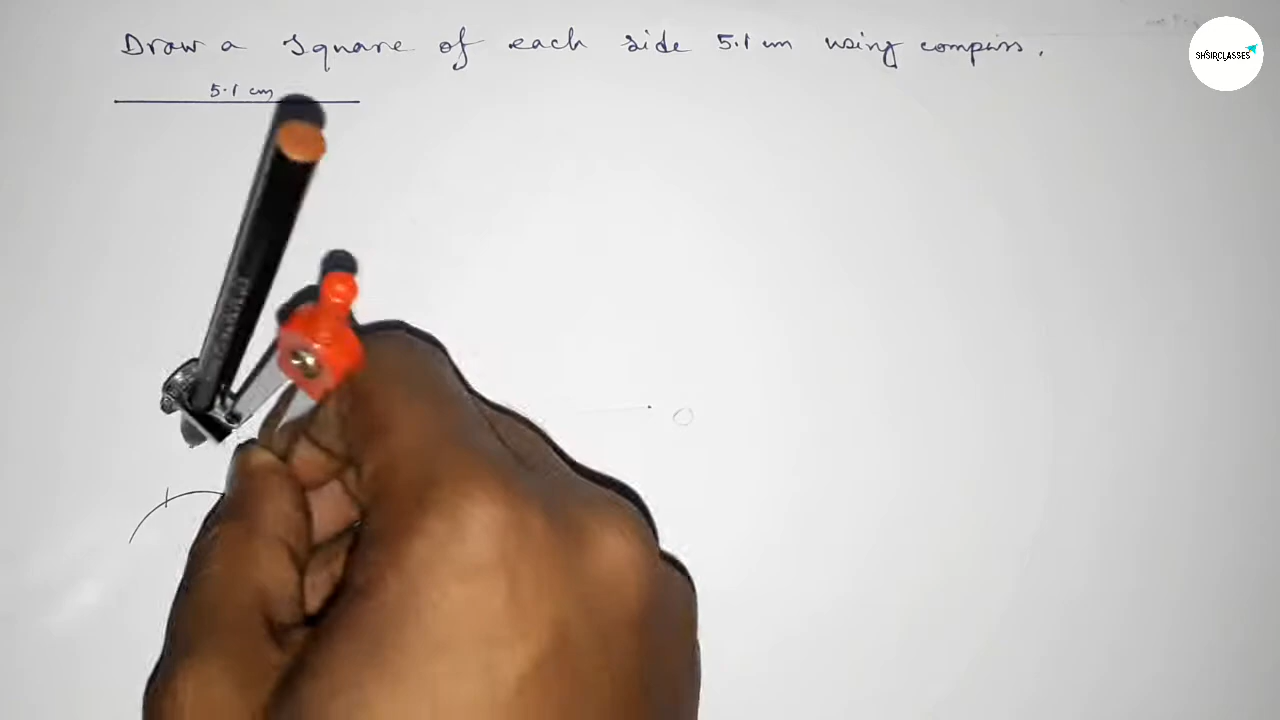 Draw a square of each side 5.1 cm using compass.
SHSIRCLASSES
5.1 cm
O